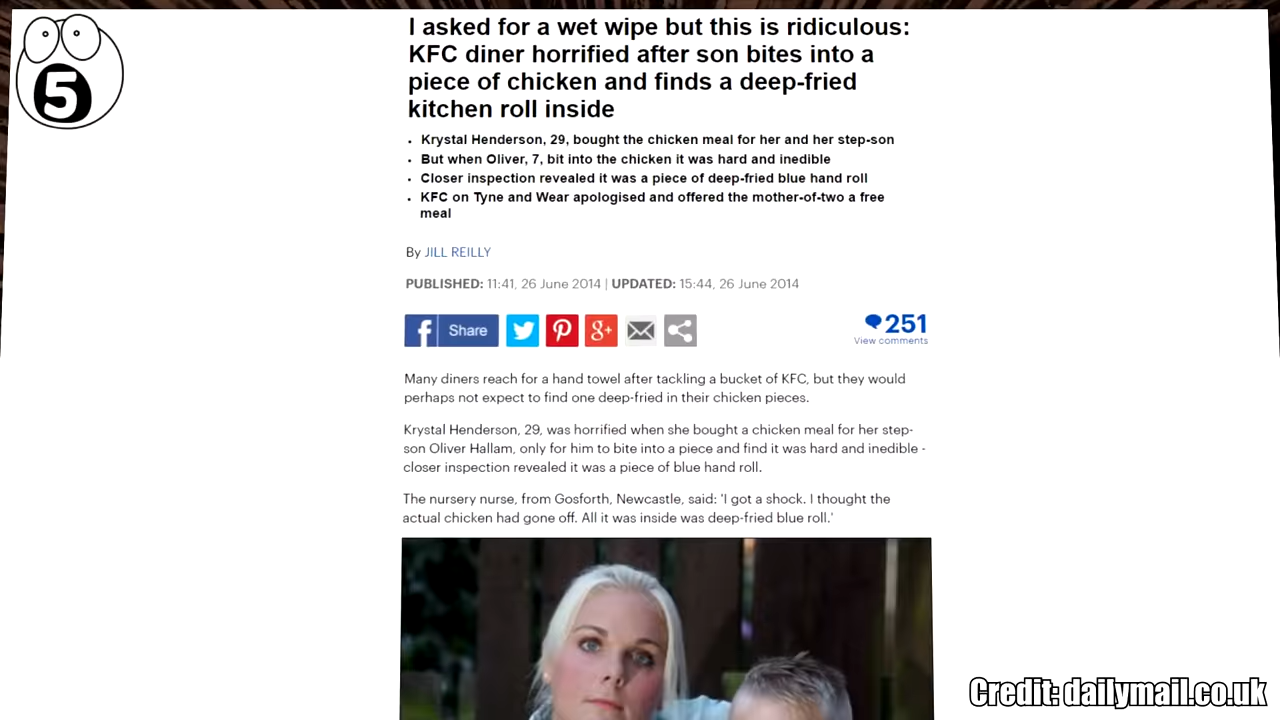 5
I asked for a wet wipe but this is ridiculous:
KFC diner horrified after son bites into a
piece of chicken and finds a deep-fried
kitchen roll inside
• Krystal Henderson, 29, bought the chicken meal for her and her step-son
• But when Oliver, 7, bit into the chicken it was hard and inedible
• Closer inspection revealed it was a piece of deep-fried blue hand roll
• KFC on Tyne and Wear apologised and offered the mother-of-two a free
meal
By JILL REILLY
PUBLISHED: 11:41, 26 June 2014 | UPDATED: 15:44, 26 June 2014
f Share g+ 251
View comments
Many diners reach for a hand towel after tackling a bucket of KFC, but they would
perhaps not expect to find one deep-fried in their chicken pieces.
Krystal Henderson, 29, was horrified when she bought a chicken meal for her step-
son Oliver Hallam, only for him to bite into a piece and find it was hard and inedible -
closer inspection revealed it was a piece of blue hand roll.
The nursery nurse, from Gosforth, Newcastle, said: 'I got a shock. I thought the
actual chicken had gone off. All it was inside was deep-fried blue roll.'
Credit: dailymail.co.uk